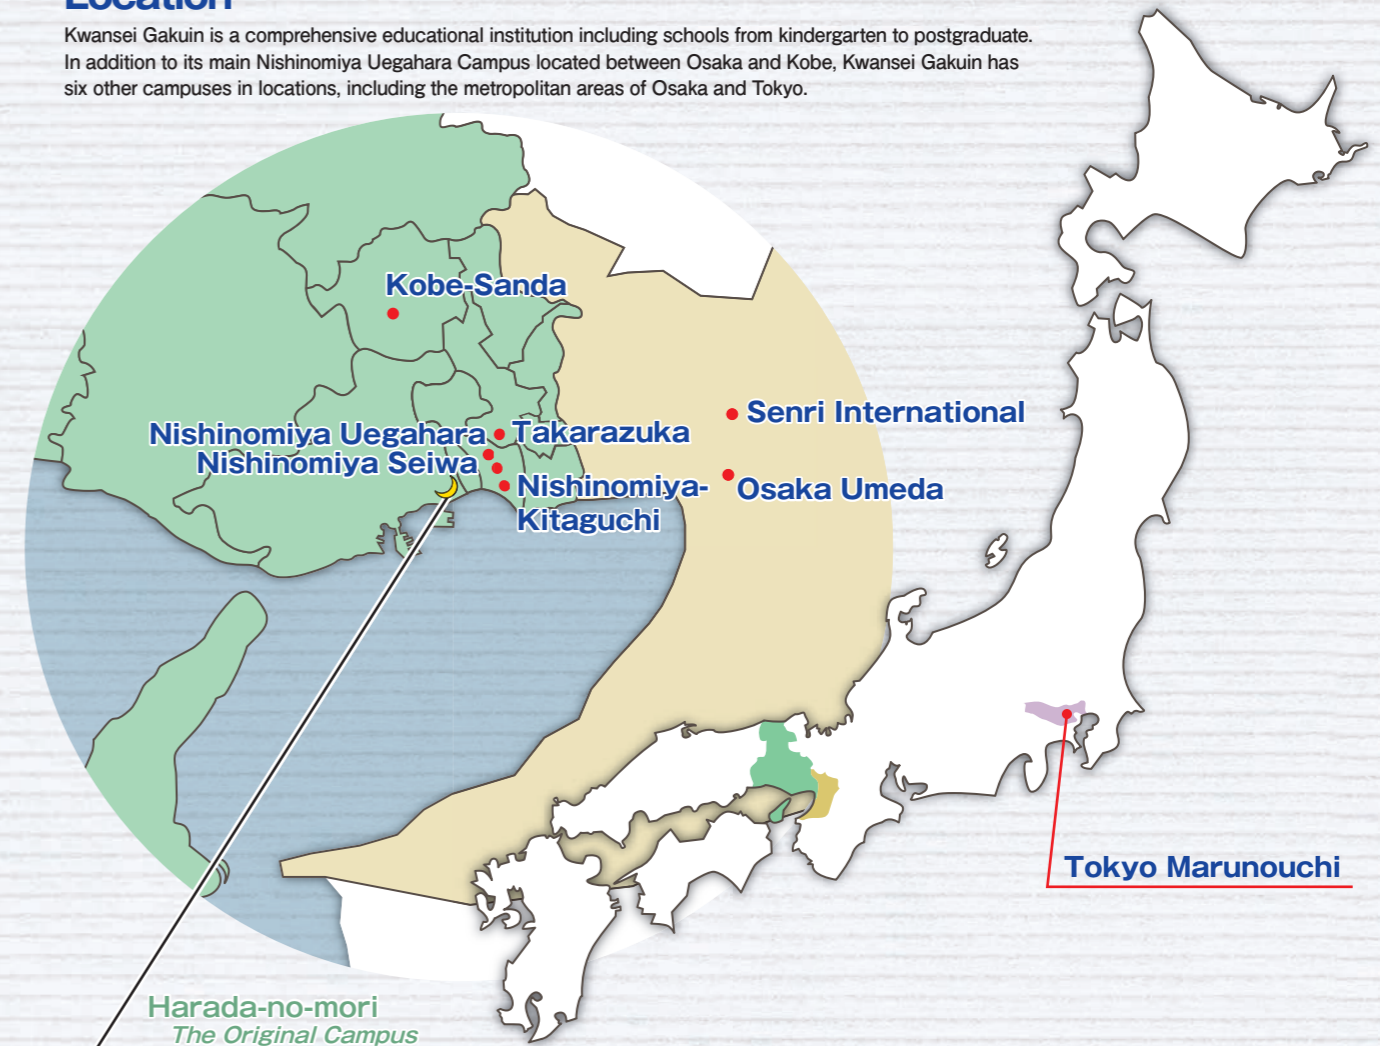 Location
Kwansei Gakuin is a comprehensive educational institution including schools from kindergarten to postgraduate.
In addition to its main Nishinomiya Uegahara Campus located between Osaka and Kobe, Kwansei Gakuin has
six other campuses in locations, including the metropolitan areas of Osaka and Tokyo.
Kobe-Sanda
Senri International
Nishinomiya Uegahara
Takarazuka
Nishinomiya Seiwa
Nishinomiya-
Kitaguchi
Osaka Umeda
Tokyo Marunouchi
Harada-no-mori
The Original Campus